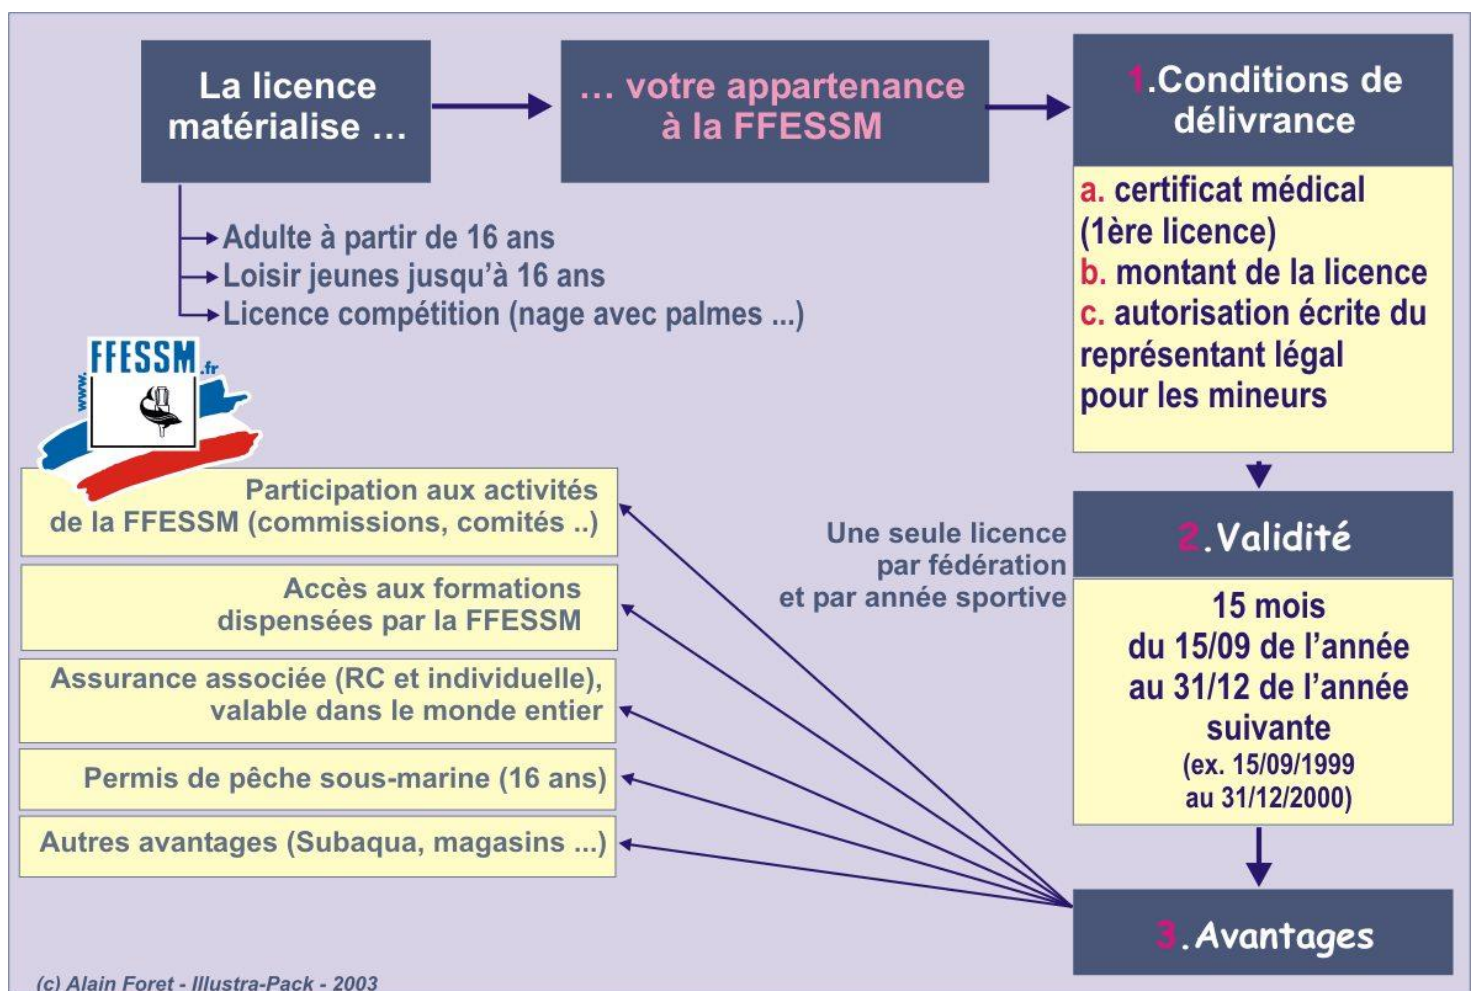 La licence
matérialise ...
... votre appartenance
à la FFESSM
1.Conditions de
délivrance
a. certificat médical
(1ère licence)
b. montant de la licence
c. autorisation écrite du
représentant légal
pour les mineurs
Adulte à partir de 16 ans
Loisir jeunes jusqu'à 16 ans
Licence compétition (nage avec palmes ...)
www.
FFESSM
.fr
Participation aux activités
de la FFESSM (commissions, comités ..)
Accès aux formations
dispensées par la FFESSM
Assurance associée (RC et individuelle),
valable dans le monde entier
Permis de pêche sous-marine (16 ans)
Autres avantages (Subaqua, magasins ...)
Une seule licence
par fédération
et par année sportive
2.Validité
15 mois
du 15/09 de l'année
au 31/12 de l'année
suivante
(ex. 15/09/1999
au 31/12/2000)
3.Avantages
(c) Alain Foret - Illustra-Pack - 2003